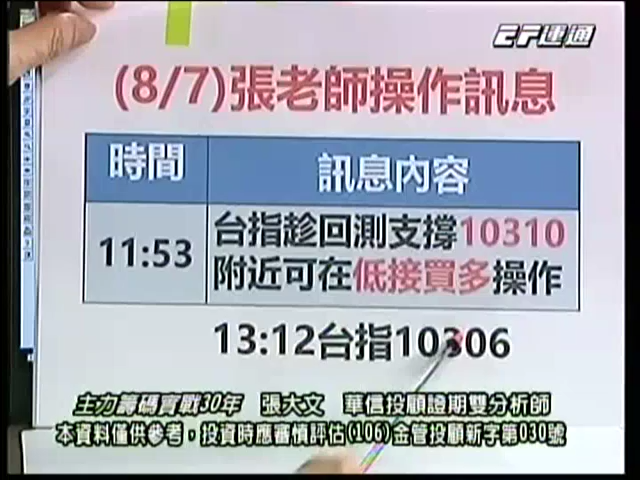 EF運通
(8/7)張老師操作訊息
時間
訊息內容
11:53
台指趁回測支撐10310
附近可在低接買多操作
13:12台指10306
主力籌碼實戰30年 張大文 華信投顧證期雙分析師
本資料僅供參考，投資時應審慎評估(106)金管投顧新字第030號